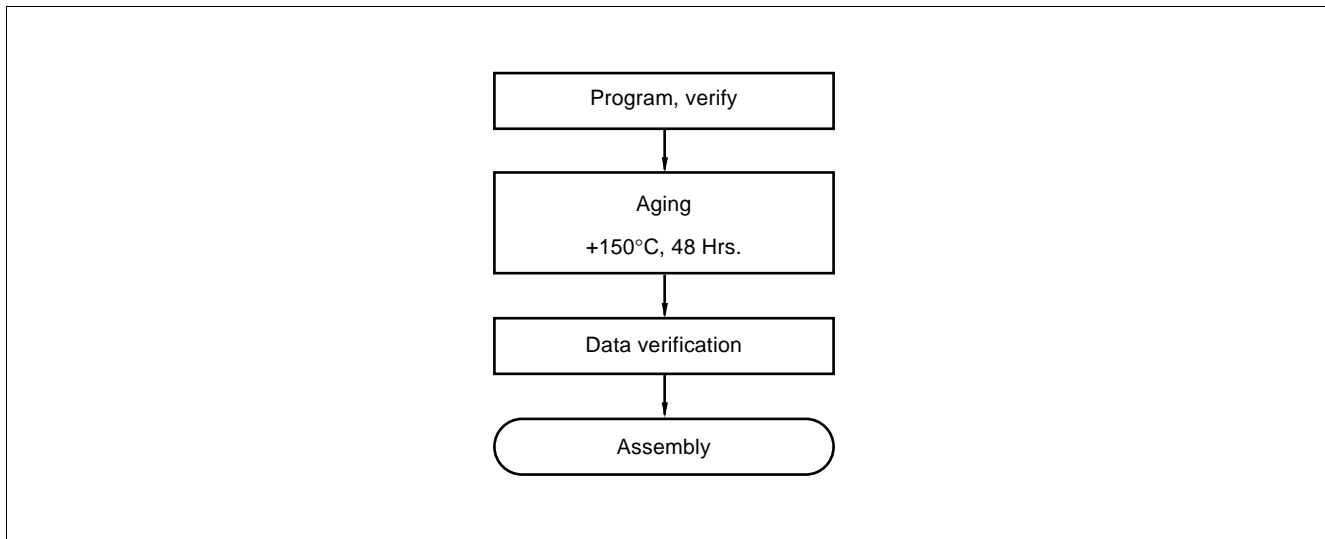 Program, verify
Aging
+150°C, 48 Hrs.
Data verification
Assembly